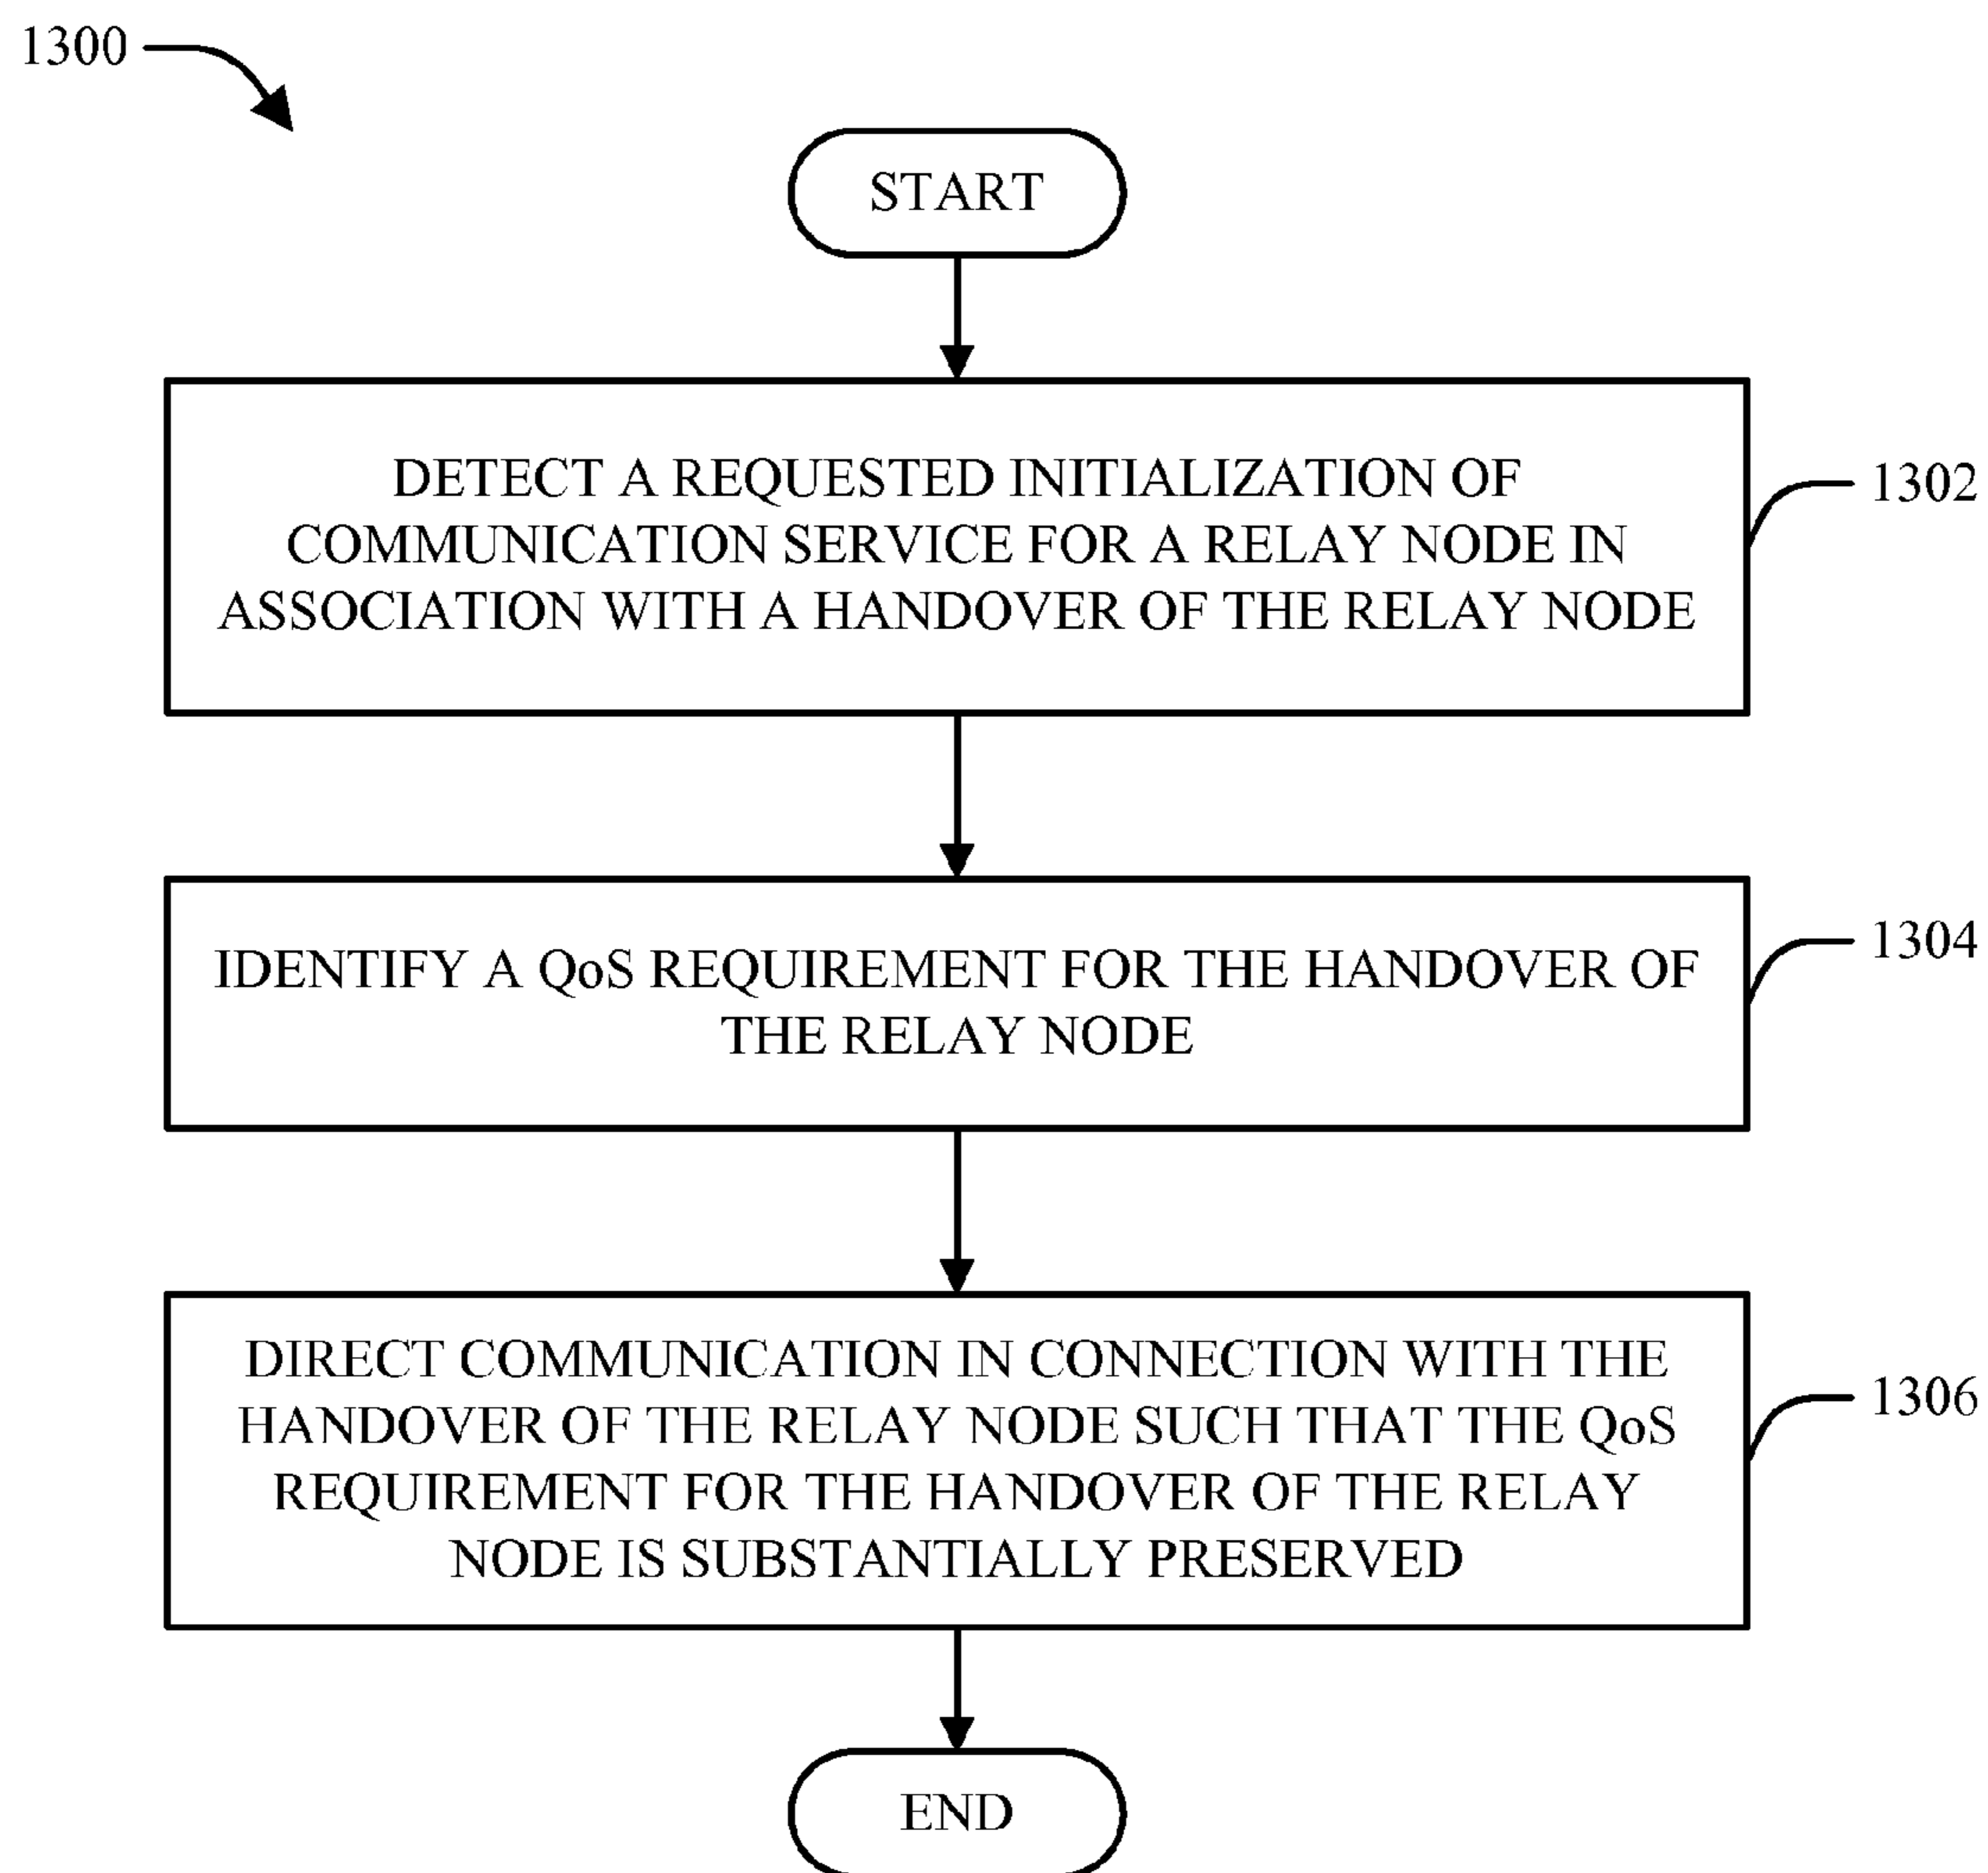 1300
START
DETECT A REQUESTED INITIALIZATION OF
COMMUNICATION SERVICE FOR A RELAY NODE IN
ASSOCIATION WITH A HANDOVER OF THE RELAY NODE
1302
IDENTIFY A QoS REQUIREMENT FOR THE HANDOVER OF
THE RELAY NODE
1304
DIRECT COMMUNICATION IN CONNECTION WITH THE
HANDOVER OF THE RELAY NODE SUCH THAT THE QoS
REQUIREMENT FOR THE HANDOVER OF THE RELAY
NODE IS SUBSTANTIALLY PRESERVED
1306
END